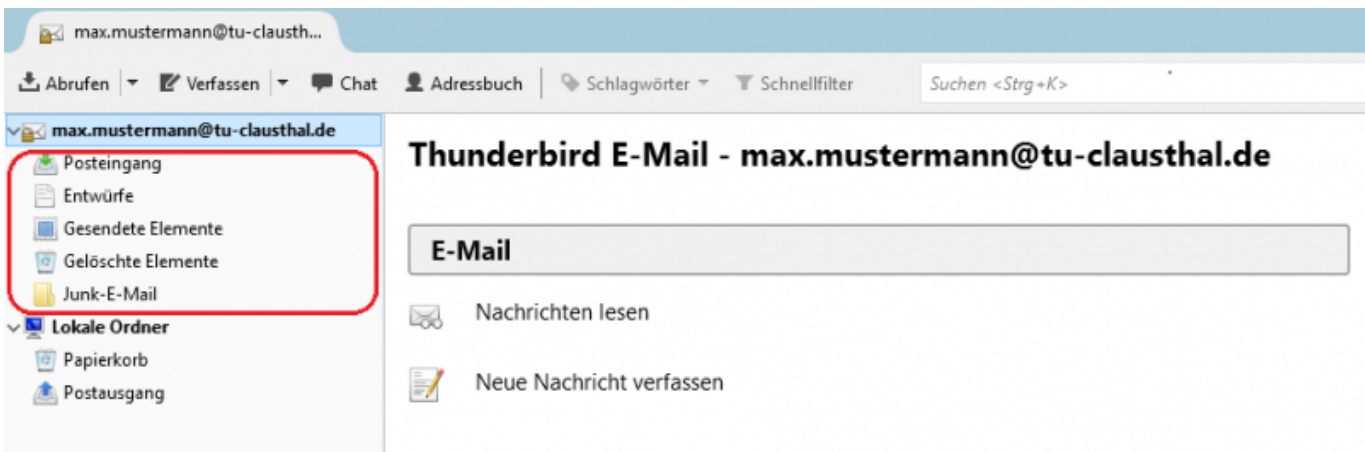 max.mustermann@tu-clausth...
Abrufen Verfassen Chat Adressbuch Schlagwörter Schnellfilter Suchen <Strg+K>
max.mustermann@tu-clausthal.de
Posteingang
Entwürfe
Gesendete Elemente
Gelöschte Elemente
Junk-E-Mail
Lokale Ordner
Papierkorb
Postausgang
Thunderbird E-Mail - max.mustermann@tu-clausthal.de
E-Mail
Nachrichten lesen
Neue Nachricht verfassen